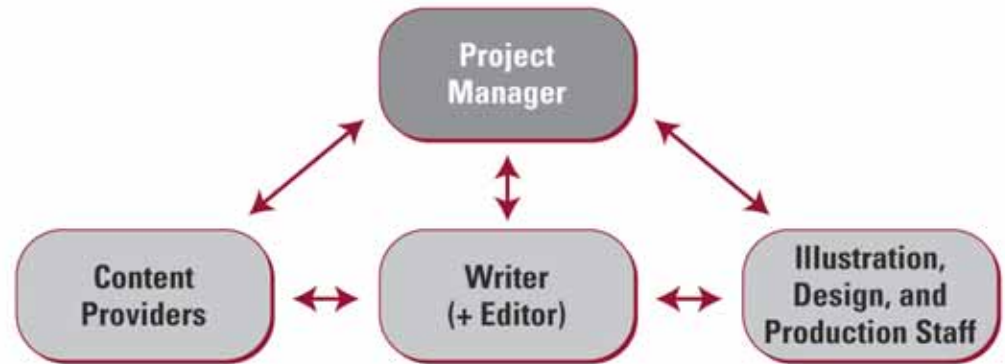 Project
Manager
Content
Providers
Writer
(+ Editor)
Illustration,
Design, and
Production Staff